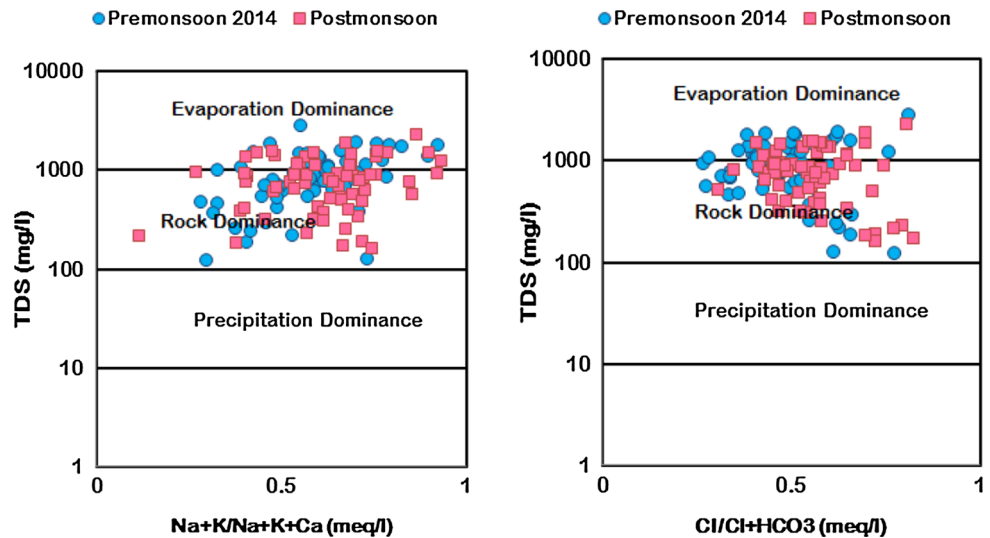 Premonsoon 2014 Postmonsoon
10000
1000
100
10
1
TDS (mg/l)
Evaporation Dominance
Rock Dominance
Precipitation Dominance
0 0.5 1
Na+K/Na+K+Ca (meq/l)
Premonsoon 2014 Postmonsoon
10000
1000
100
10
1
TDS (mg/l)
Evaporation Dominance
Rock Dominance
Precipitation Dominance
0 0.5 1
Cl/Cl+HCO3 (meq/l)